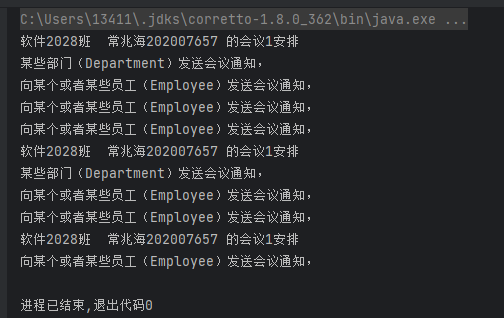 C:\Users\13411\.jdks\corretto-1.8.0_362\bin\java.exe ...
软件2028班  常兆海202007657 的会议1安排
某些部门（Department）发送会议通知，
向某个或者某些员工（Employee）发送会议通知，
向某个或者某些员工（Employee）发送会议通知，
向某个或者某些员工（Employee）发送会议通知，
软件2028班  常兆海202007657 的会议1安排
某些部门（Department）发送会议通知，
向某个或者某些员工（Employee）发送会议通知，
向某个或者某些员工（Employee）发送会议通知，
软件2028班  常兆海202007657 的会议1安排
向某个或者某些员工（Employee）发送会议通知，
进程已结束,退出代码0